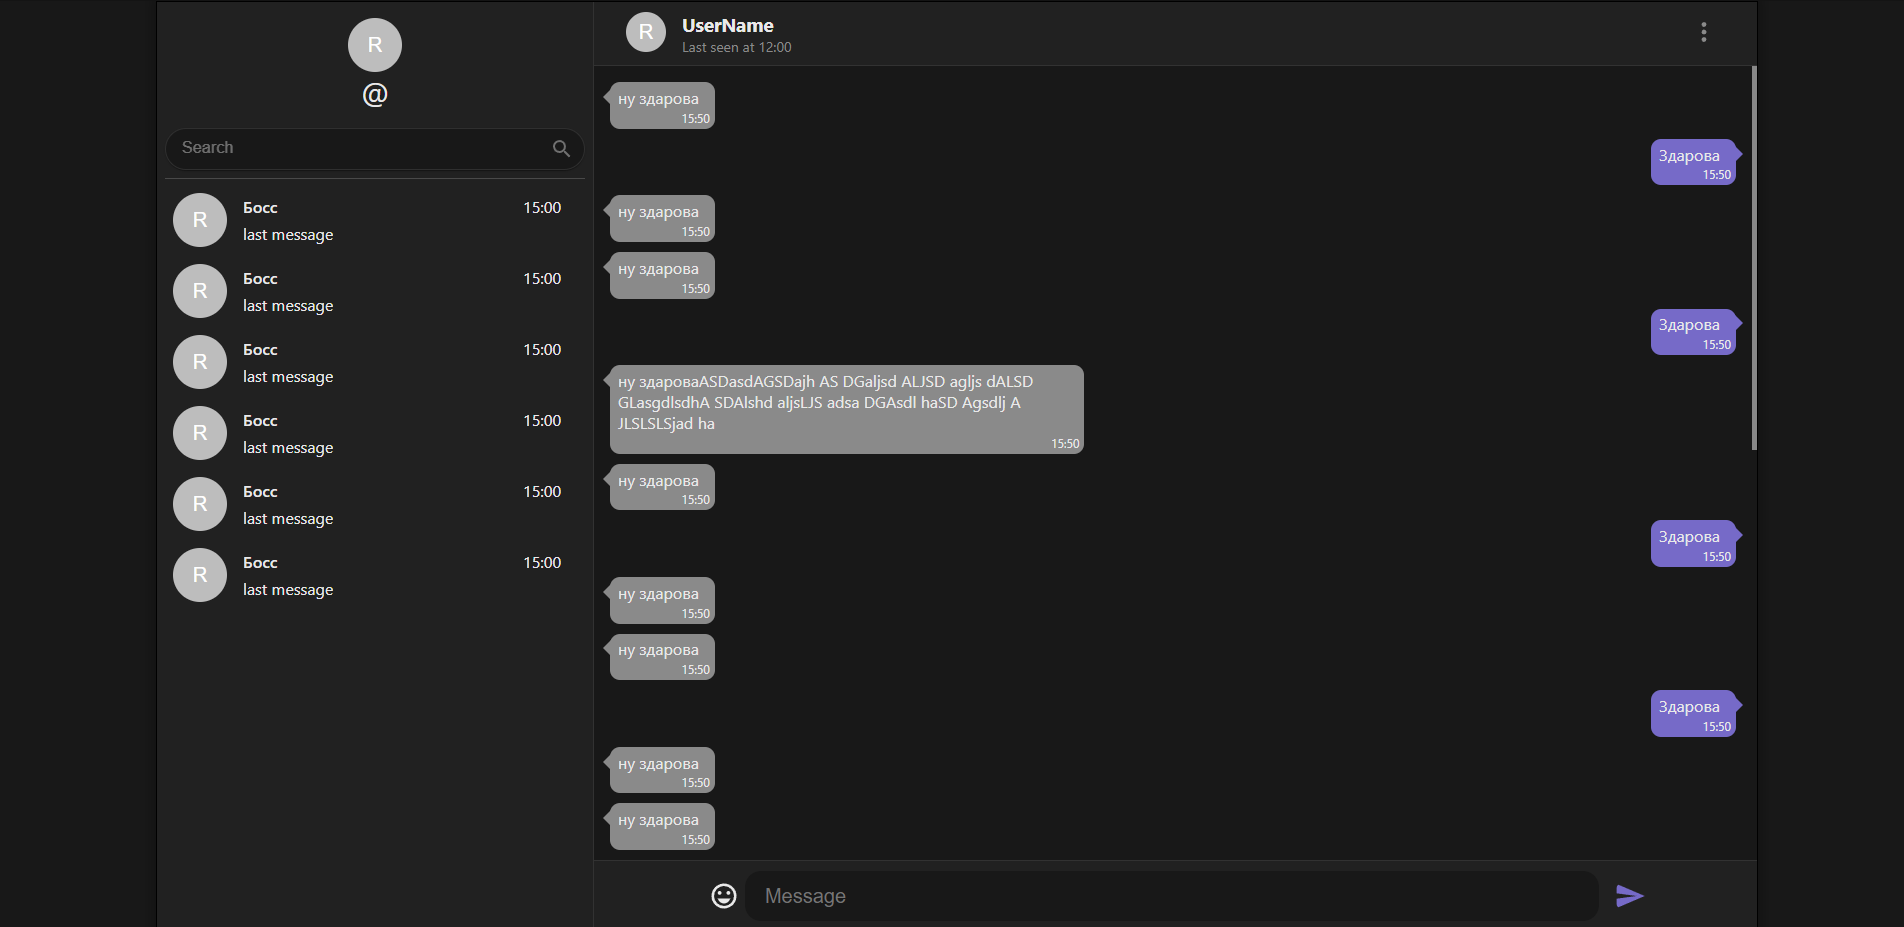 R
@
Search
R
Босс
15:00
last message
R
Босс
15:00
last message
R
Босс
15:00
last message
R
Босс
15:00
last message
R
Босс
15:00
last message
R
Босс
15:00
last message
R
UserName
Last seen at 12:00
ну здарова
15:50
Здарова
15:50
ну здарова
15:50
ну здарова
15:50
Здарова
15:50
ну здароваASDasdAGSDajh AS DGaljsd ALJSD agljs dALSD
GLasgdlsdhA SDAlshd aljsLJS adsa DGAsdl haSD Agsdlj A
JLSLSLSjad ha
15:50
ну здарова
15:50
Здарова
15:50
ну здарова
15:50
ну здарова
15:50
Здарова
15:50
ну здарова
15:50
ну здарова
15:50
Message